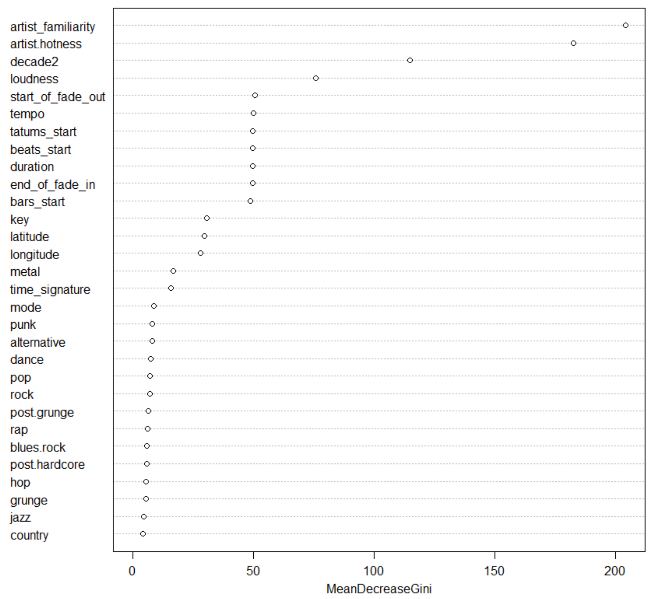 artist_familiarity
artist.hotness
decade2
loudness
start_of_fade_out
tempo
tatums_start
beats_start
duration
end_of_fade_in
bars_start
key
latitude
longitude
metal
time_signature
mode
punk
alternative
dance
pop
rock
post.grunge
rap
blues.rock
post.hardcore
hop
grunge
jazz
country
0 50 100 150 200
MeanDecreaseGini